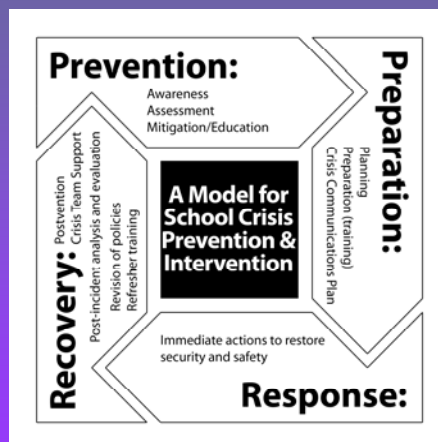 Prevention:
Awareness
Assessment
Mitigation/Education
Preparation:
Planning
Preparation (training)
Crisis Communications Plan
A Model for
School Crisis
Prevention &
Intervention
Immediate actions to restore
security and safety
Response:
Recovery:
Postvention
Crisis Team Support
Post-incident: analysis and evaluation
Revision of policies
Refresher training